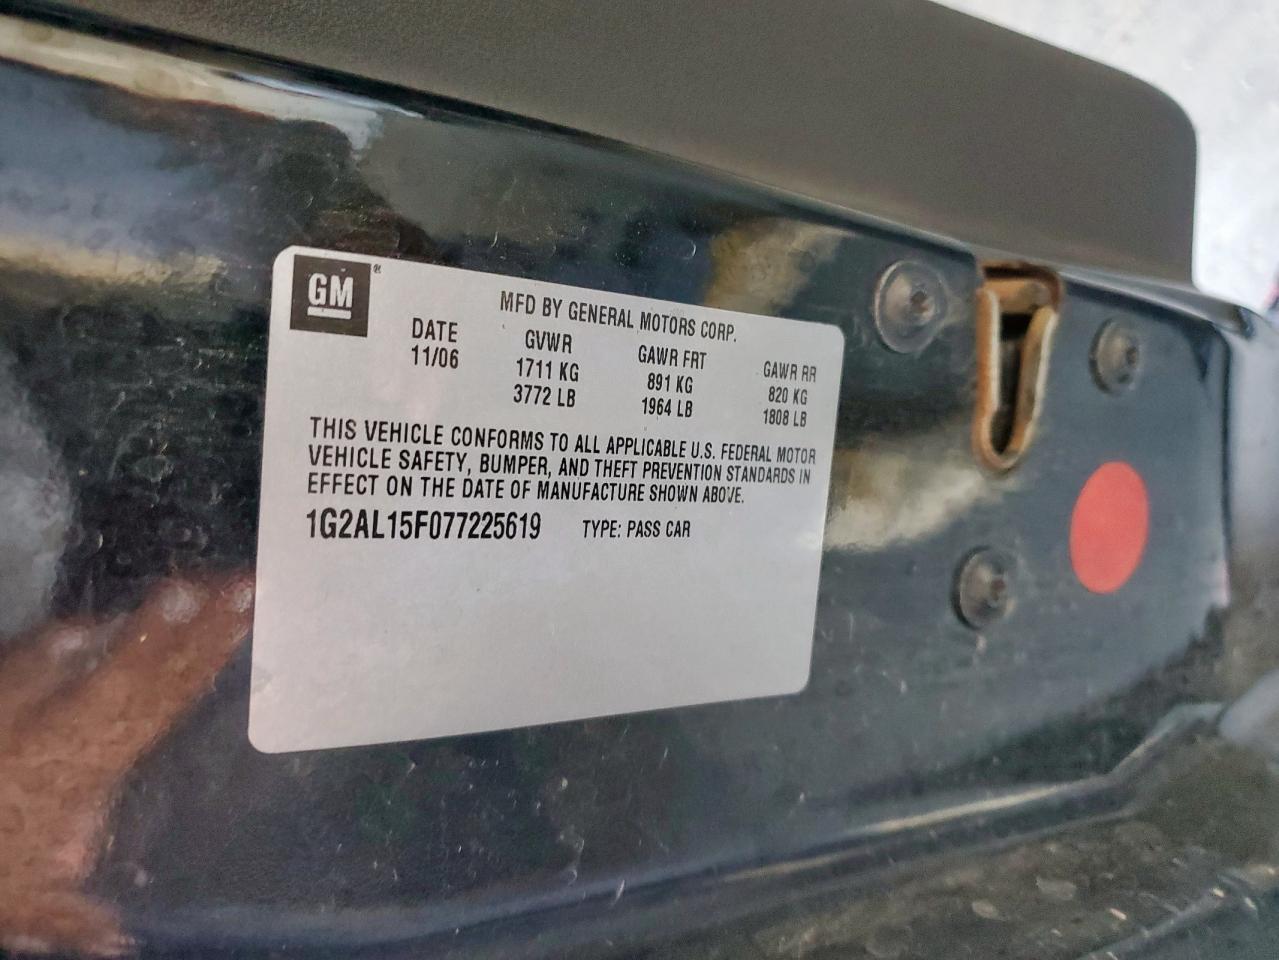 GM®
MFD BY GENERAL MOTORS CORP.
DATE GVWR GAWR FRT GAWR RR
11/06 1711 KG 891 KG 820 KG
3772 LB 1964 LB 1808 LB
THIS VEHICLE CONFORMS TO ALL APPLICABLE U.S. FEDERAL MOTOR
VEHICLE SAFETY, BUMPER, AND THEFT PREVENTION STANDARDS IN
EFFECT ON THE DATE OF MANUFACTURE SHOWN ABOVE.
1G2AL15F077225619 TYPE: PASS CAR